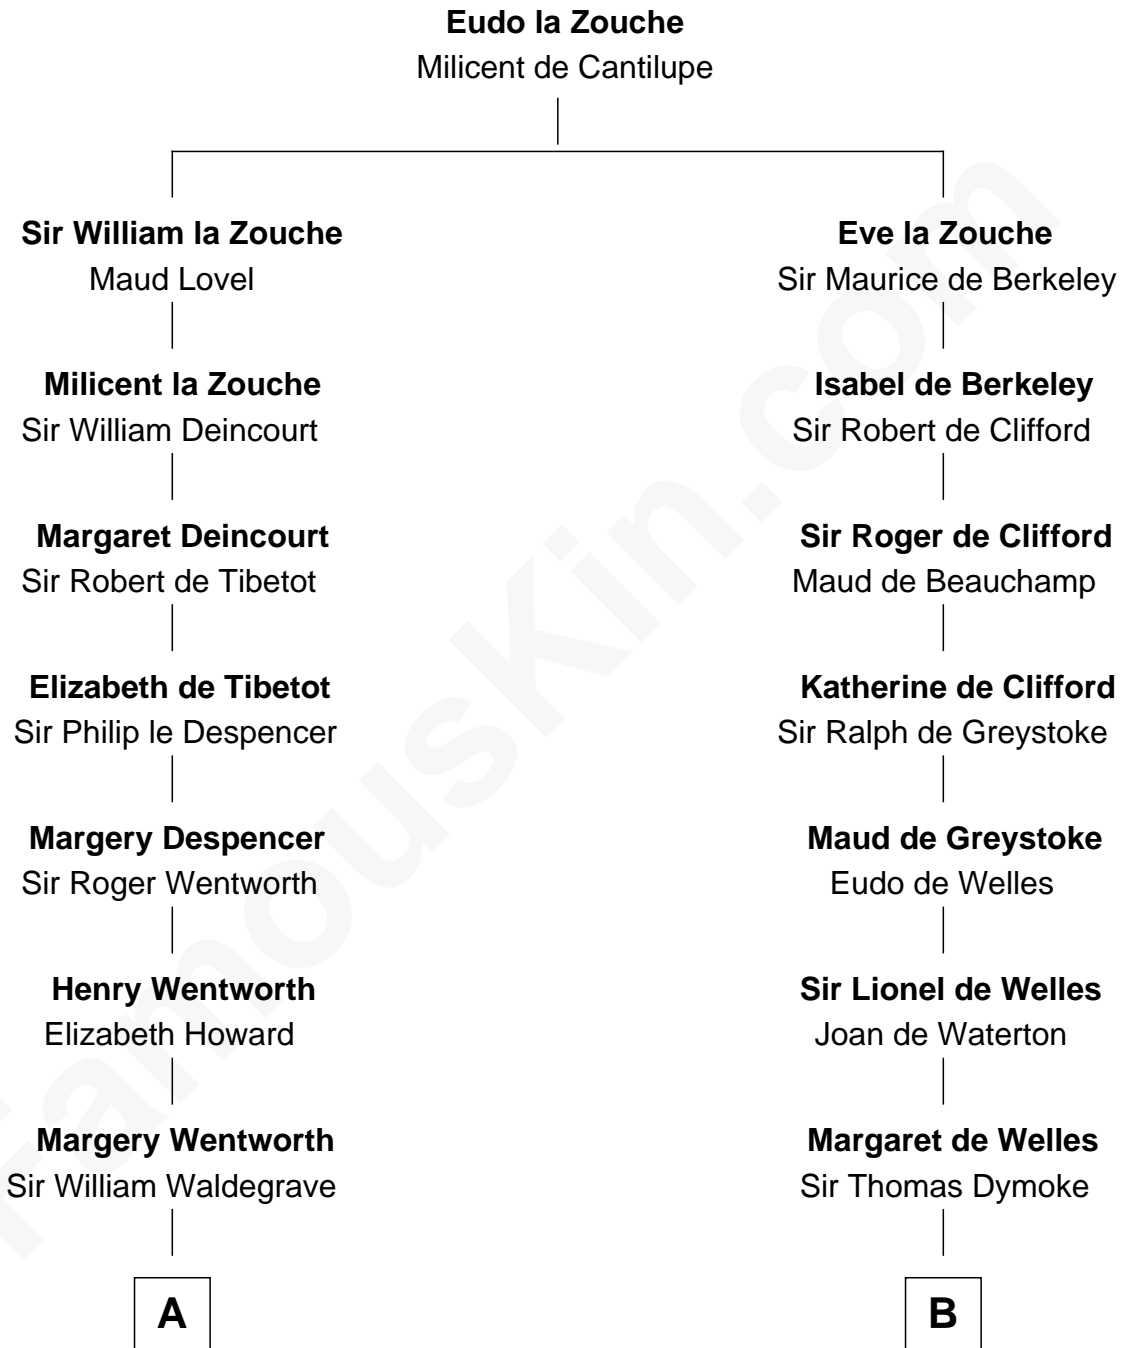 Eudo la Zouche
Milicent de Cantilupe
Sir William la Zouche
Maud Lovel
Milicent la Zouche
Sir William Deincourt
Margaret Deincourt
Sir Robert de Tibetot
Elizabeth de Tibetot
Sir Philip le Despencer
Margery Despencer
Sir Roger Wentworth
Henry Wentworth
Elizabeth Howard
Margery Wentworth
Sir William Waldegrave
A
Eve la Zouche
Sir Maurice de Berkeley
Isabel de Berkeley
Sir Robert de Clifford
Sir Roger de Clifford
Maud de Beauchamp
Katherine de Clifford
Sir Ralph de Greystoke
Maud de Greystoke
Eudo de Welles
Sir Lionel de Welles
Joan de Waterton
Margaret de Welles
Sir Thomas Dymoke
B
FamousKin.com